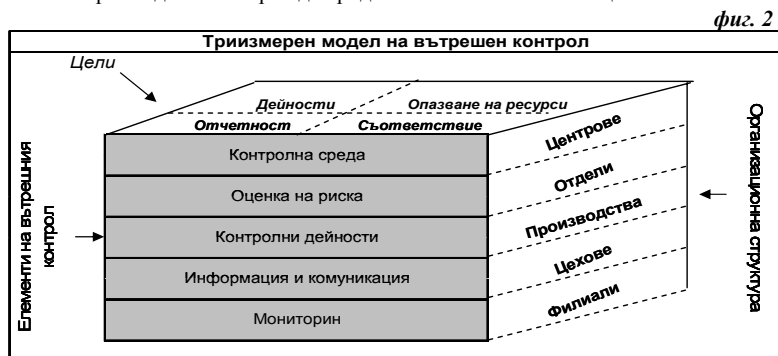 фиг. 2
Триизмерен модел на вътрешен контрол
Цели
Дейности Опазване на ресурси
Отчетност Съответствие
Контролна среда
Оценка на риска
Контролни дейности
Информация и комуникация
Мониторин
Центрове
Отдели
Производства
Цехове
Филиали
Елементи на вътрешния
контрол
Организационна структура